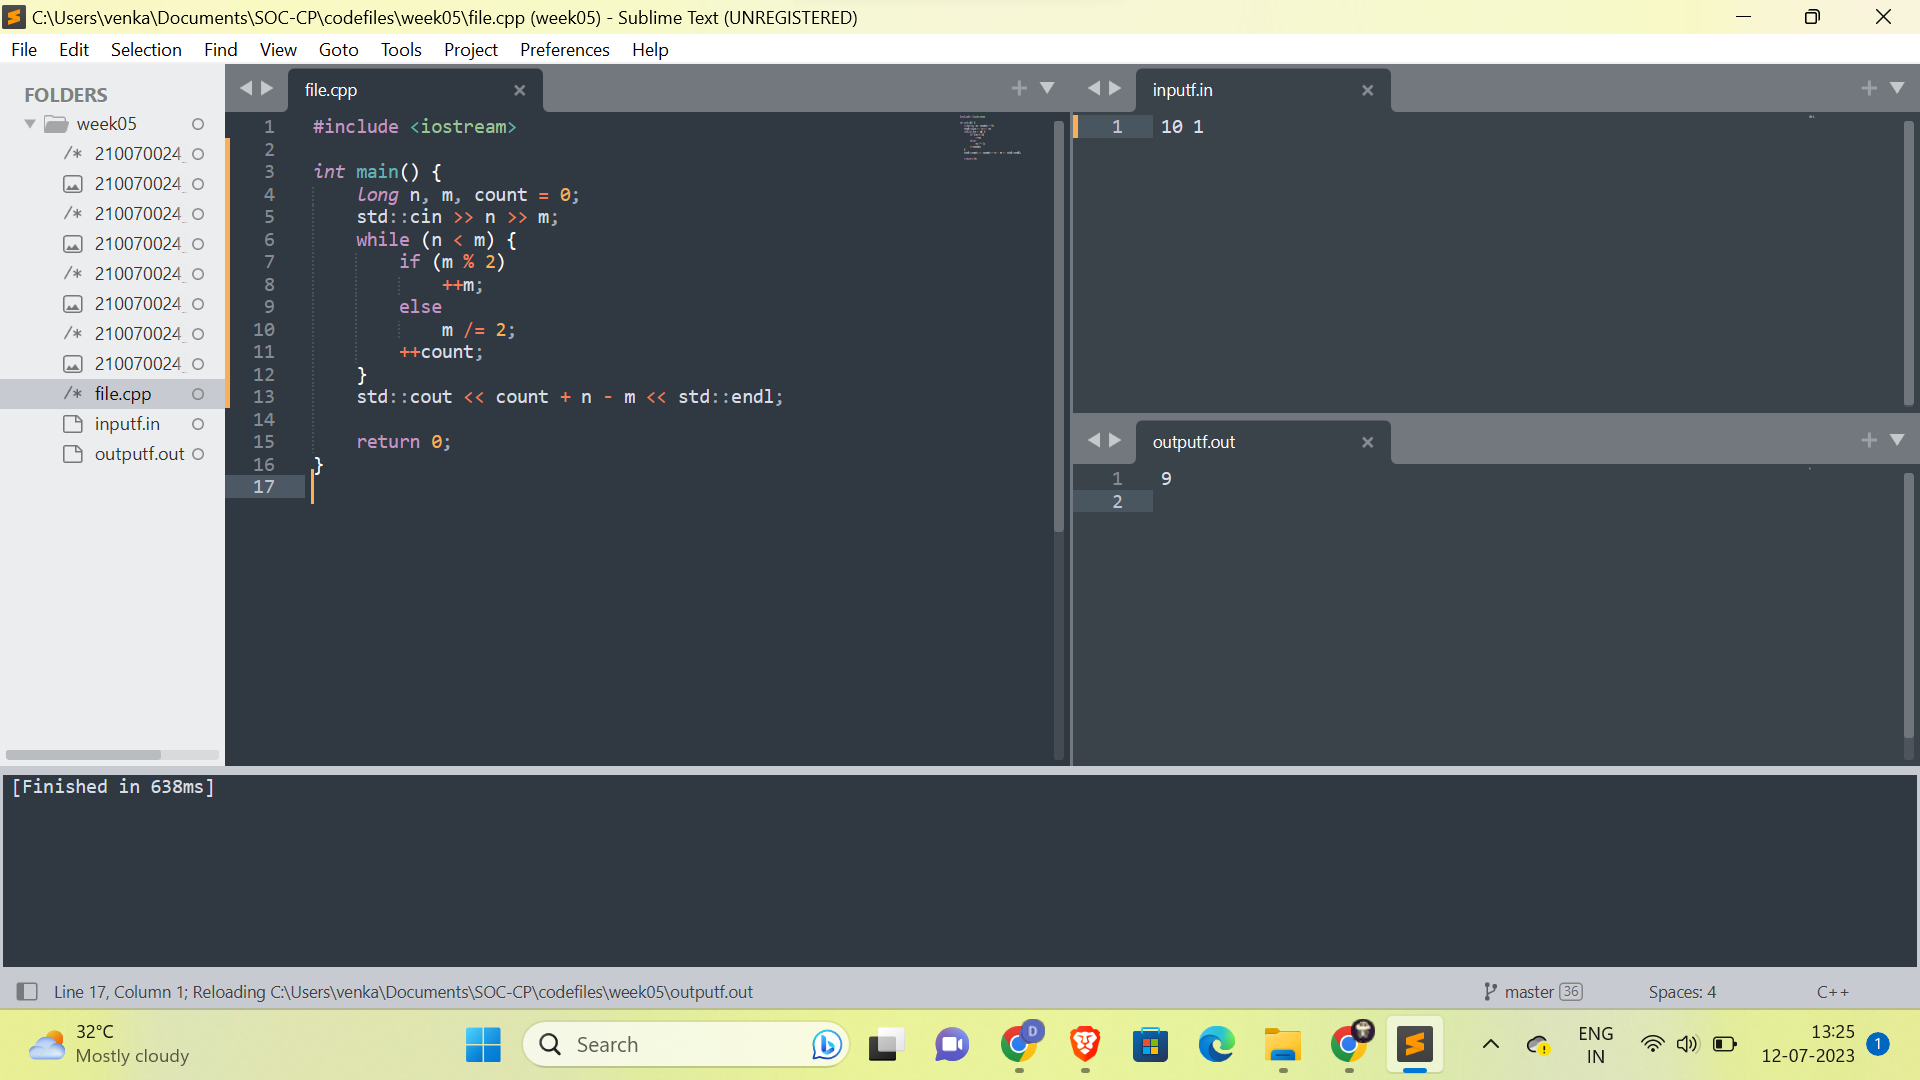 C:\Users\venka\Documents\SOC-CP\codefiles\week05\file.cpp (week05) - Sublime Text (UNREGISTERED)
File Edit Selection Find View Goto Tools Project Preferences Help
FOLDERS
week05
/* 210070024_
210070024_
/* 210070024_
210070024_
/* 210070024_
210070024_
/* 210070024_
210070024_
/* file.cpp
inputf.in
outputf.out
file.cpp
1 #include <iostream>
2
3 int main() {
4     long n, m, count = 0;
5     std::cin >> n >> m;
6     while (n < m) {
7         if (m % 2)
8             ++m;
9         else
10             m /= 2;
11         ++count;
12     }
13     std::cout << count + n - m << std::endl;
14
15     return 0;
16 }
17
inputf.in
1 10 1
outputf.out
1 9
2
[Finished in 638ms]
Line 17, Column 1; Reloading C:\Users\venka\Documents\SOC-CP\codefiles\week05\outputf.out
master 36 Spaces: 4 C++
32°C
Mostly cloudy
Search
D
ENG
IN
13:25
12-07-2023
1